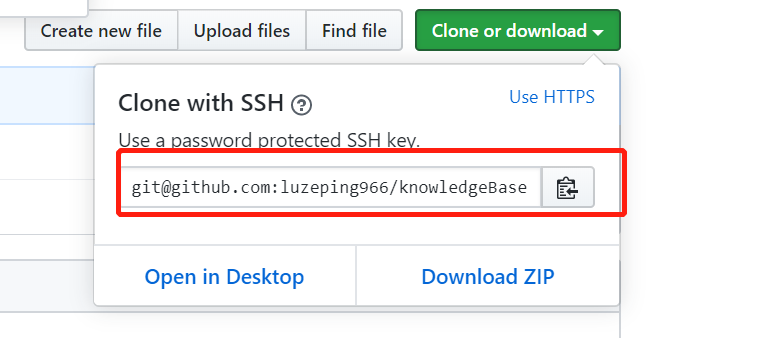 Create new file Upload files Find file Clone or download
Clone with SSH ? Use HTTPS
Use a password protected SSH key.
git@github.com:luzeping966/knowledgeBase
Open in Desktop Download ZIP